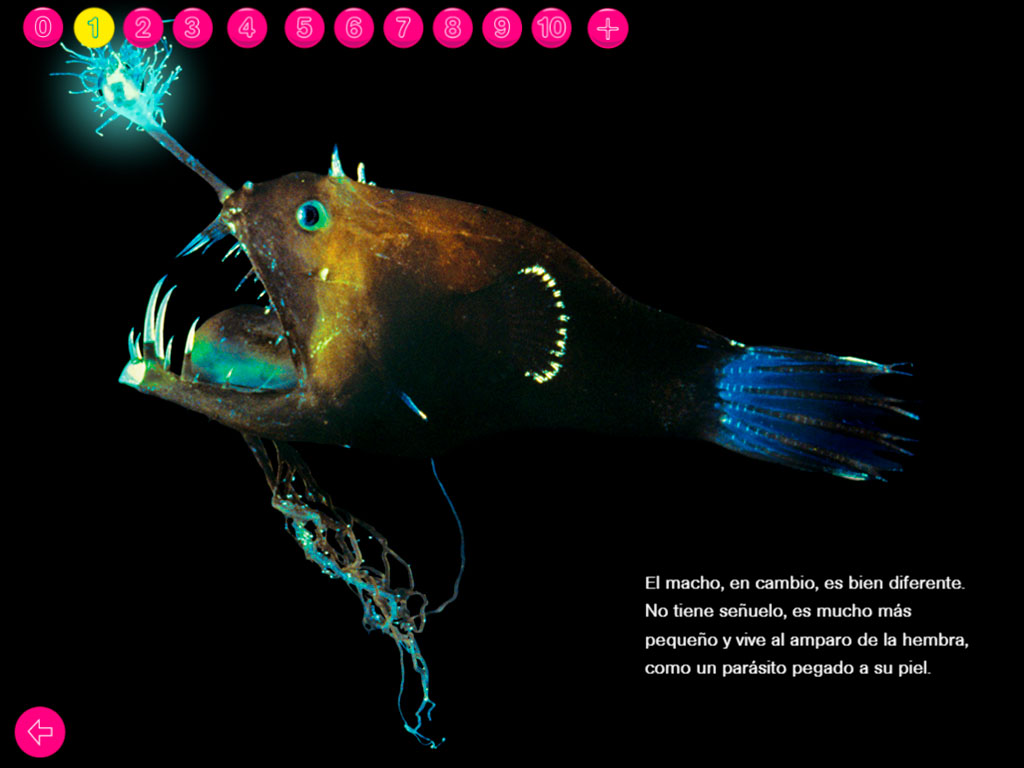 0 1 2 3 4 5 6 7 8 9 10 +
El macho, en cambio, es bien diferente.
No tiene señuelo, es mucho más
pequeño y vive al amparo de la hembra,
como un parásito pegado a su piel.